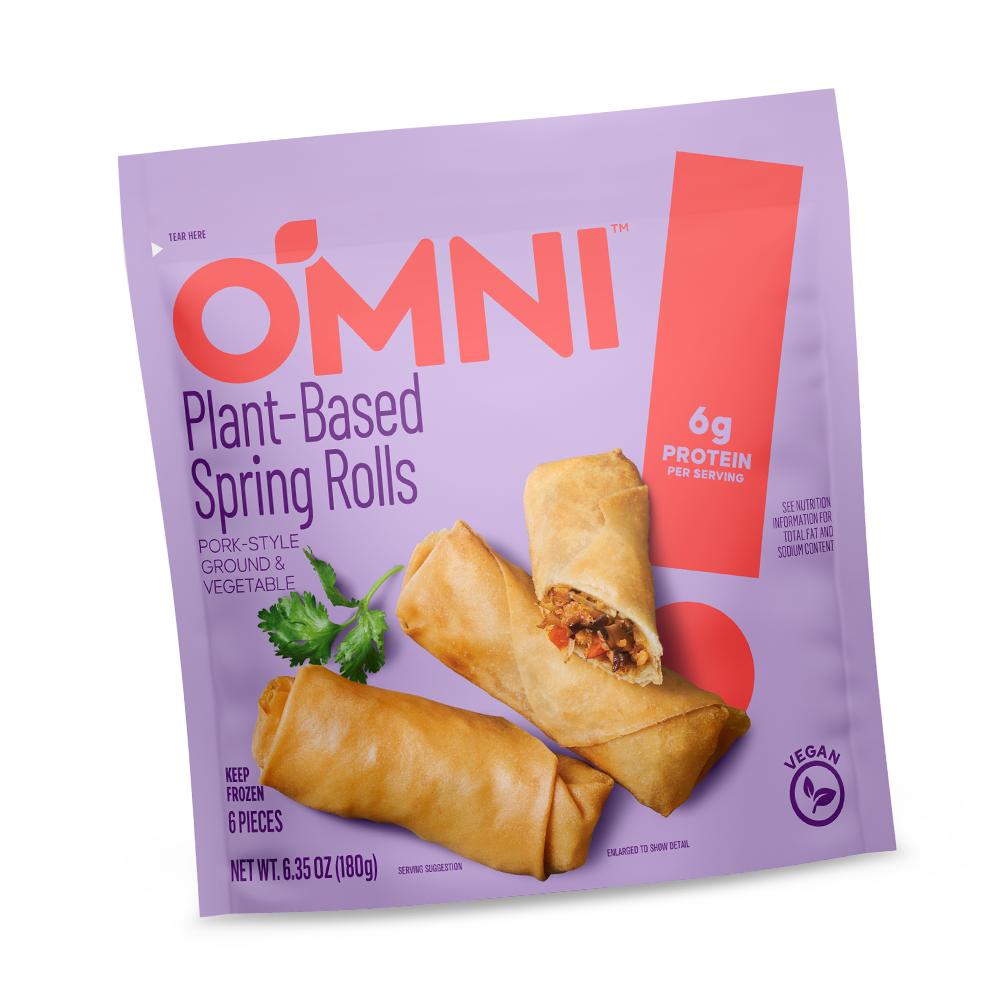 TEAR HERE
OMNI™
Plant-Based
Spring Rolls
PORK-STYLE
GROUND &
VEGETABLE
6g
PROTEIN
PER SERVING
SEE NUTRITION
INFORMATION FOR
TOTAL FAT AND
SODIUM CONTENT
KEEP
FROZEN
6 PIECES
NET WT. 6.35 OZ (180g)
SERVING SUGGESTION
ENLARGED TO SHOW DETAIL
VEGAN